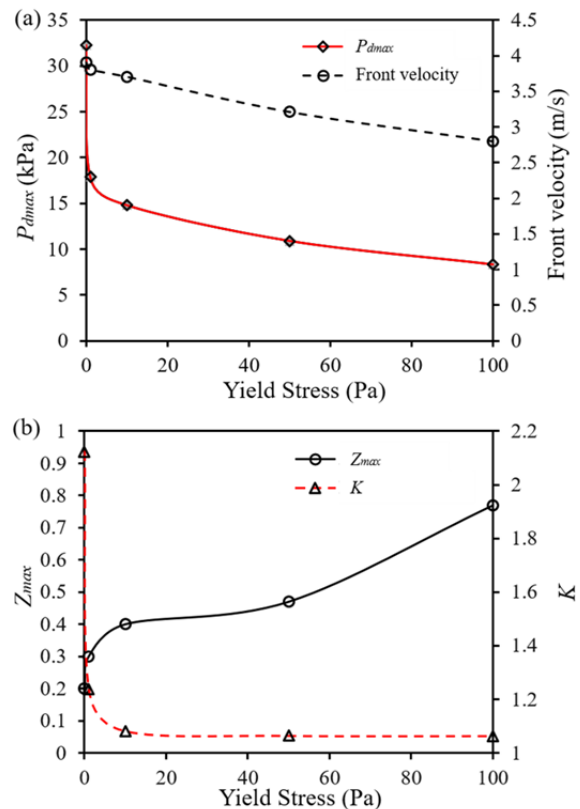 (a)
35
30
25
20
15
10
5
0
P_dmax (kPa)
4.5
4
3.5
3
2.5
2
1.5
1
0.5
0
Front velocity (m/s)
P_dmax
Front velocity
0 20 40 60 80 100
Yield Stress (Pa)
(b)
1
0.9
0.8
0.7
0.6
0.5
0.4
0.3
0.2
0.1
0
Z_max
2.2
2
1.8
1.6
1.4
1.2
1
K
Z_max
K
0 20 40 60 80 100
Yield Stress (Pa)